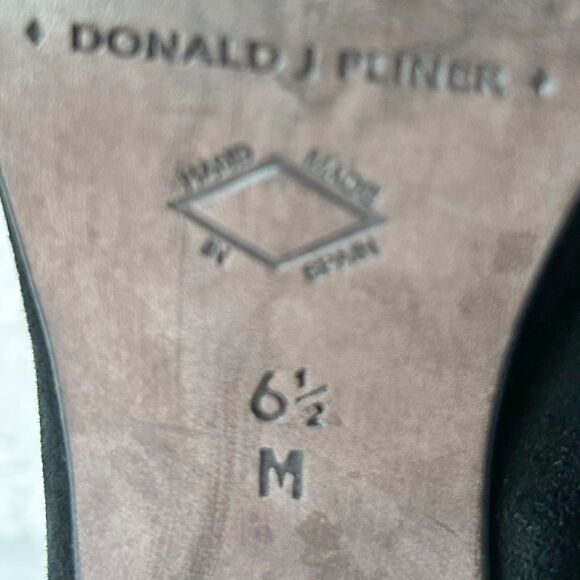 ♦ DONALD J PLINER ♦
HAND MADE
IN SPAIN
6½
M